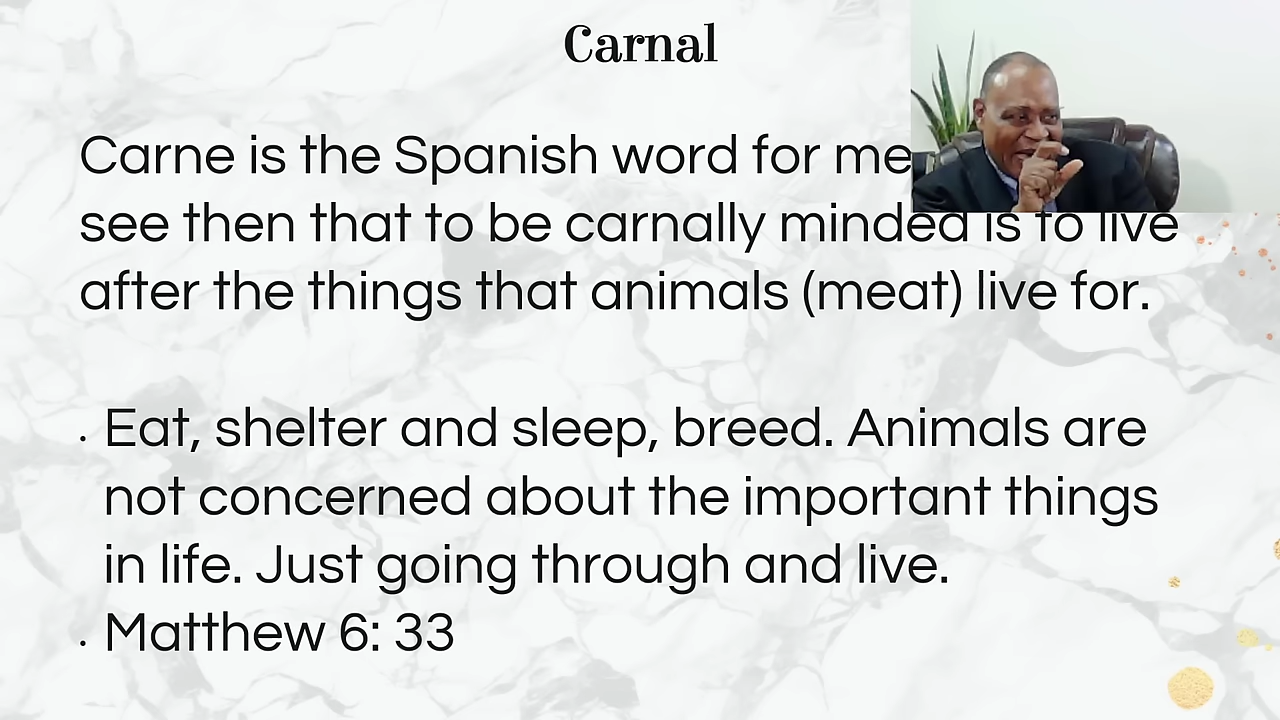 Carnal
Carne is the Spanish word for
see then that to be carnally minded is to live
after the things that animals (meat) live for.
. Eat, shelter and sleep, breed. Animals are
not concerned about the important things
in life. Just going through and live.
. Matthew 6: 33